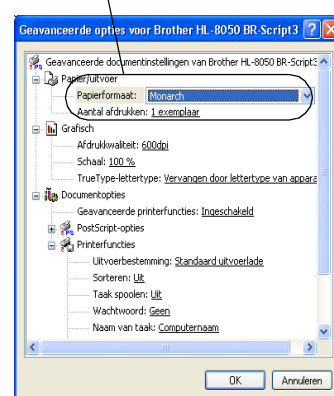 Geavanceerde opties voor Brother HL-8050 BR-Script3
Geavanceerde documentinstellingen van Brother HL-8050 BR-Script3
Papier/uitvoer
Papierformaat: Monarch
Aantal afdrukken: 1 exemplaar
Grafisch
Afdrukkwaliteit: 600dpi
Schaal: 100 %
TrueType-lettertype: Vervangen door lettertype van appara
Documentopties
Geavanceerde printerfuncties: Ingeschakeld
PostScript-opties
Printerfuncties
Uitvoerbestemming: Standaard uitvoerlade
Sorteren: Uit
Taak spoolen: Uit
Wachtwoord: Geen
Naam van taak: Computernaam
OK
Annuleren